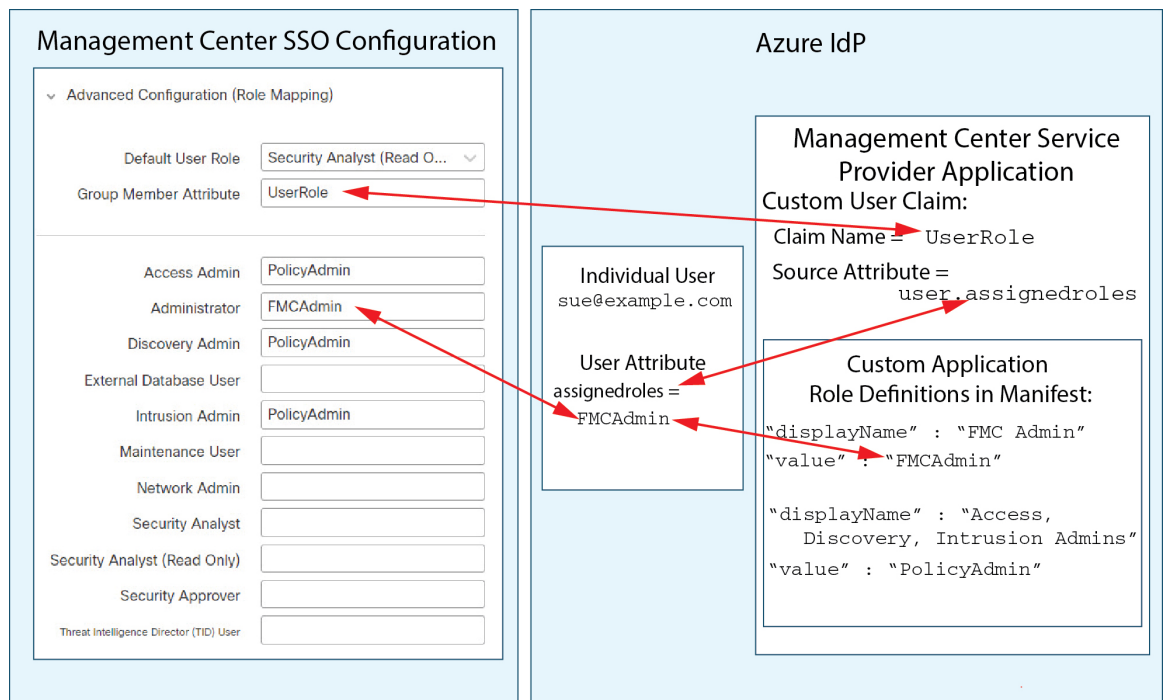 Management Center SSO Configuration
Advanced Configuration (Role Mapping)
Default User Role Security Analyst (Read O...
Group Member Attribute UserRole
Access Admin PolicyAdmin
Administrator FMCAdmin
Discovery Admin PolicyAdmin
External Database User
Intrusion Admin PolicyAdmin
Maintenance User
Network Admin
Security Analyst
Security Analyst (Read Only)
Security Approver
Threat Intelligence Director (TID) User
Azure IdP
Individual User
sue@example.com
User Attribute
assignedroles =
FMCAdmin
Management Center Service
Provider Application
Custom User Claim:
Claim Name = UserRole
Source Attribute =
user.assignedroles
Custom Application
Role Definitions in Manifest:
“displayName” : “FMC Admin”
“value” : “FMCAdmin”
“displayName” : “Access,
Discovery, Intrusion Admins”
“value” : “PolicyAdmin”